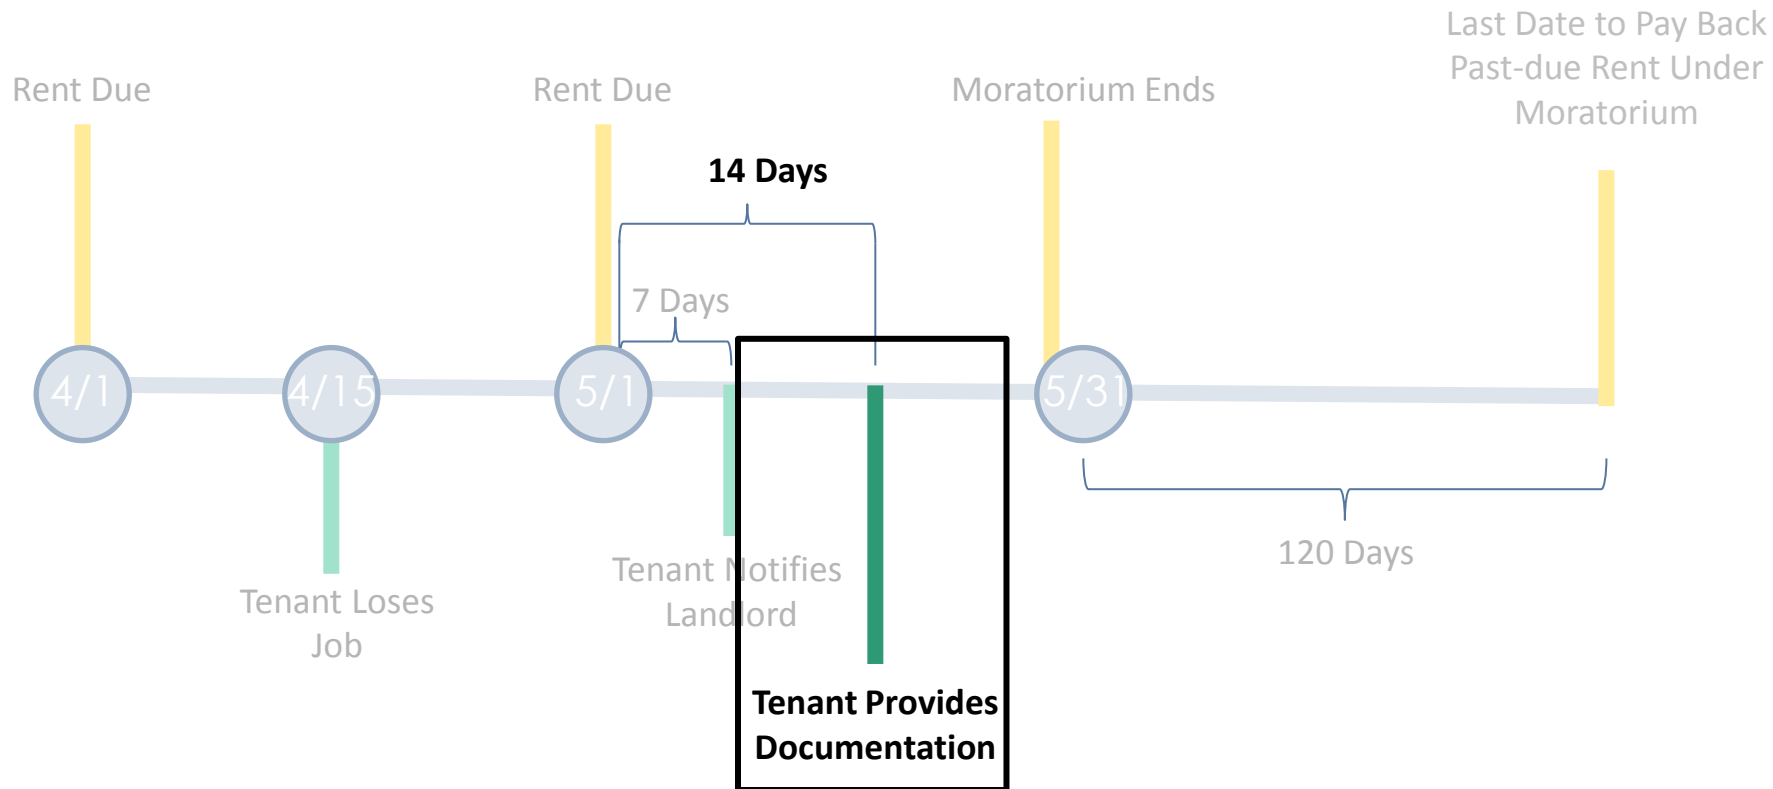 Last Date to Pay Back
Past-due Rent Under
Moratorium
Rent Due
Rent Due
Moratorium Ends
14 Days
7 Days
4/1
4/15
5/1
5/31
120 Days
Tenant Notifies
Landlord
Tenant Loses
Job
Tenant Provides
Documentation